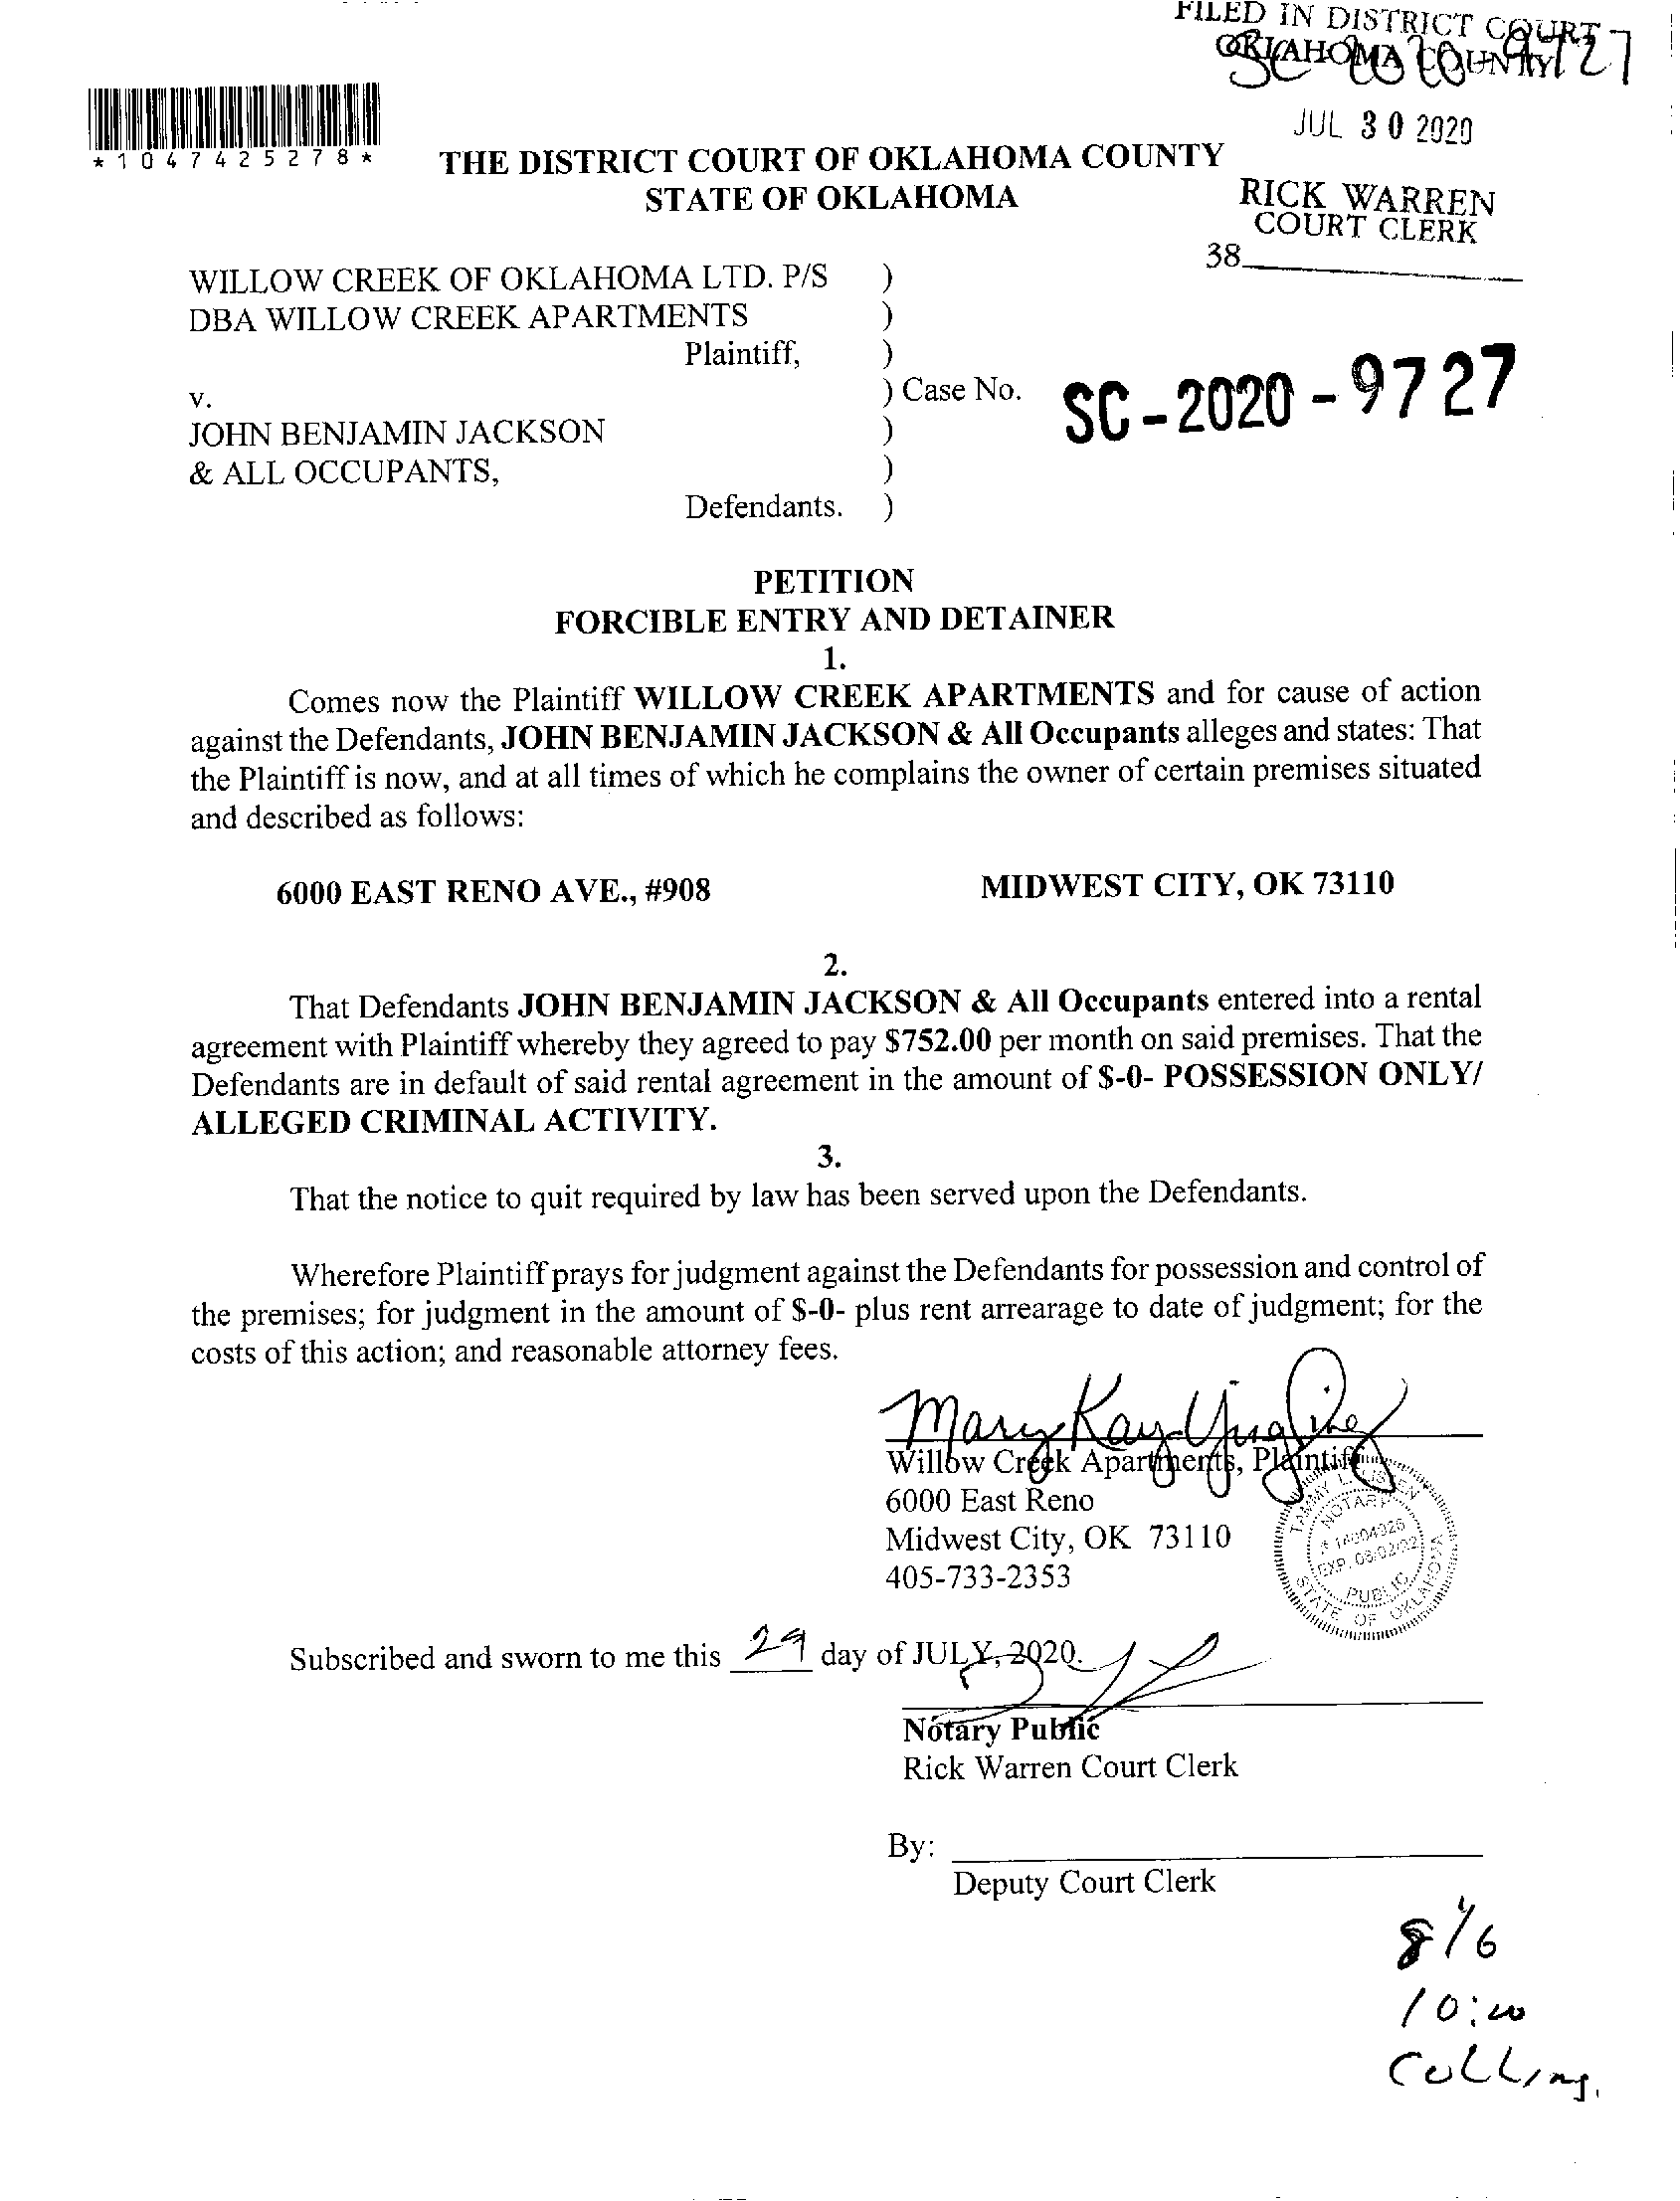 FILED IN DISTRICT COURT
OKLAHOMA COUNTY
SC 2020 9727
JUL 30 2020
*1047425278*
THE DISTRICT COURT OF OKLAHOMA COUNTY
STATE OF OKLAHOMA
RICK WARREN
COURT CLERK
38
WILLOW CREEK OF OKLAHOMA LTD. P/S )
DBA WILLOW CREEK APARTMENTS )
Plaintiff, )
v. ) Case No. SC-2020-9727
JOHN BENJAMIN JACKSON )
& ALL OCCUPANTS, )
Defendants. )
PETITION
FORCIBLE ENTRY AND DETAINER
1.
Comes now the Plaintiff WILLOW CREEK APARTMENTS and for cause of action
against the Defendants, JOHN BENJAMIN JACKSON & All Occupants alleges and states: That
the Plaintiff is now, and at all times of which he complains the owner of certain premises situated
and described as follows:
6000 EAST RENO AVE., #908 MIDWEST CITY, OK 73110
2.
That Defendants JOHN BENJAMIN JACKSON & All Occupants entered into a rental
agreement with Plaintiff whereby they agreed to pay $752.00 per month on said premises. That the
Defendants are in default of said rental agreement in the amount of $-0- POSSESSION ONLY/
ALLEGED CRIMINAL ACTIVITY.
3.
That the notice to quit required by law has been served upon the Defendants.
Wherefore Plaintiff prays for judgment against the Defendants for possession and control of
the premises; for judgment in the amount of $-0- plus rent arrearage to date of judgment; for the
costs of this action; and reasonable attorney fees.
Mary Kay
Willow Creek Apartments, Plaintiff
6000 East Reno
Midwest City, OK 73110
405-733-2353
TAMMY L.
NOTARY
EXP.
PUBLIC
STATE OF OKLAHOMA
Subscribed and sworn to me this 29 day of JULY, 2020.
Notary Public
Rick Warren Court Clerk
By:
Deputy Court Clerk
8/6
10:00